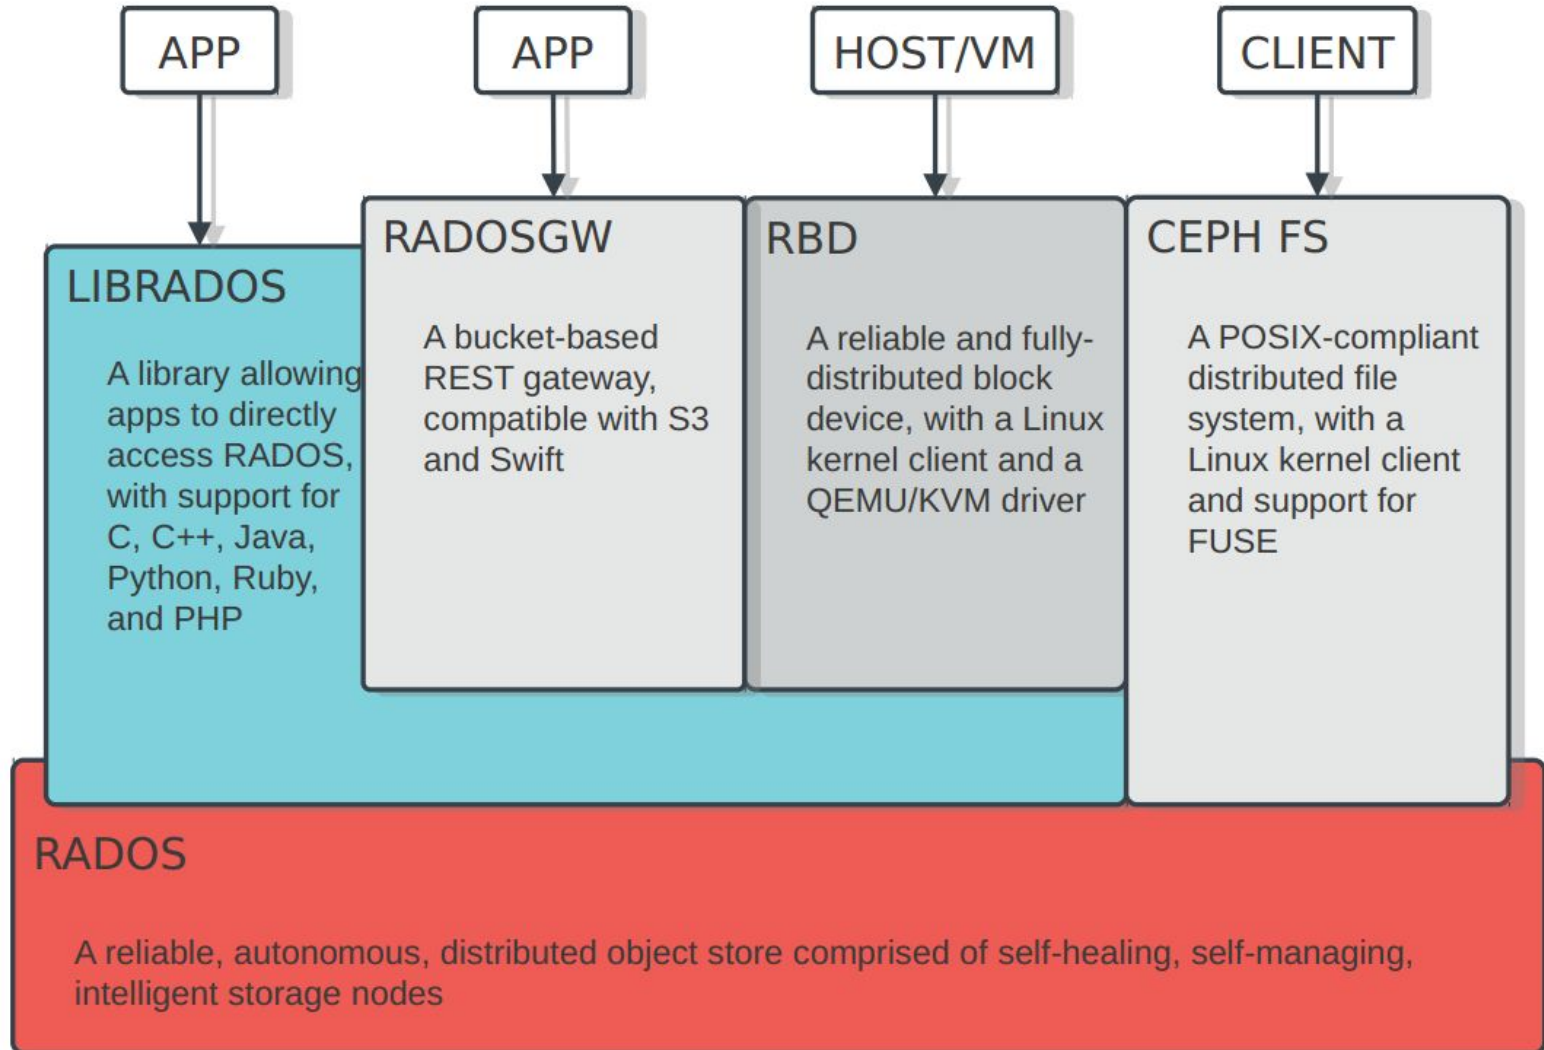 APP
APP
HOST/VM
CLIENT
LIBRADOS
A library allowing
apps to directly
access RADOS,
with support for
C, C++, Java,
Python, Ruby,
and PHP
RADOSGW
A bucket-based
REST gateway,
compatible with S3
and Swift
RBD
A reliable and fully-
distributed block
device, with a Linux
kernel client and a
QEMU/KVM driver
CEPH FS
A POSIX-compliant
distributed file
system, with a
Linux kernel client
and support for
FUSE
RADOS
A reliable, autonomous, distributed object store comprised of self-healing, self-managing,
intelligent storage nodes